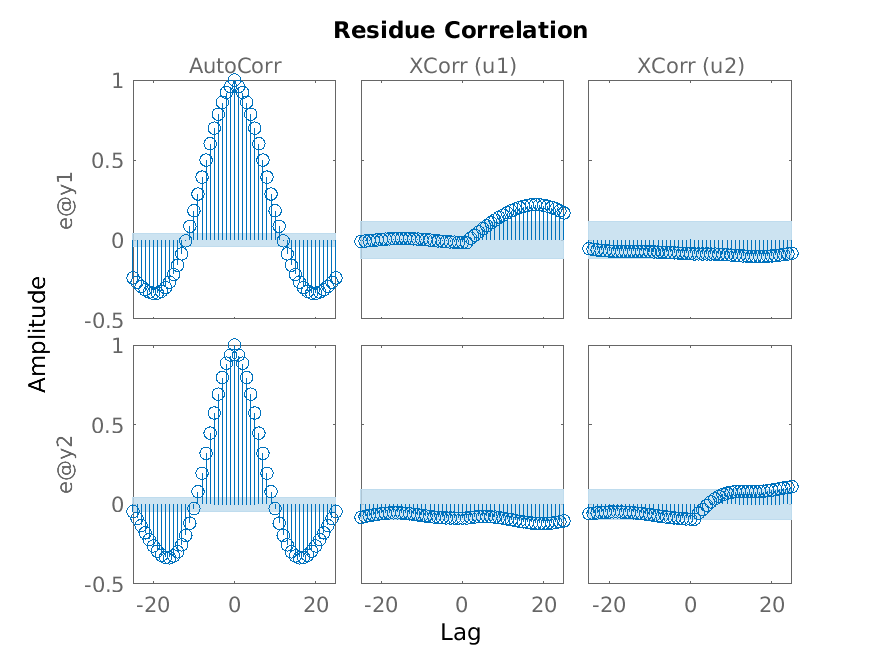 Residue Correlation
AutoCorr
XCorr (u1)
XCorr (u2)
1
0.5
0
-0.5
e@y1
Amplitude
1
0.5
0
-0.5
e@y2
-20 0 20
-20 0 20
-20 0 20
Lag